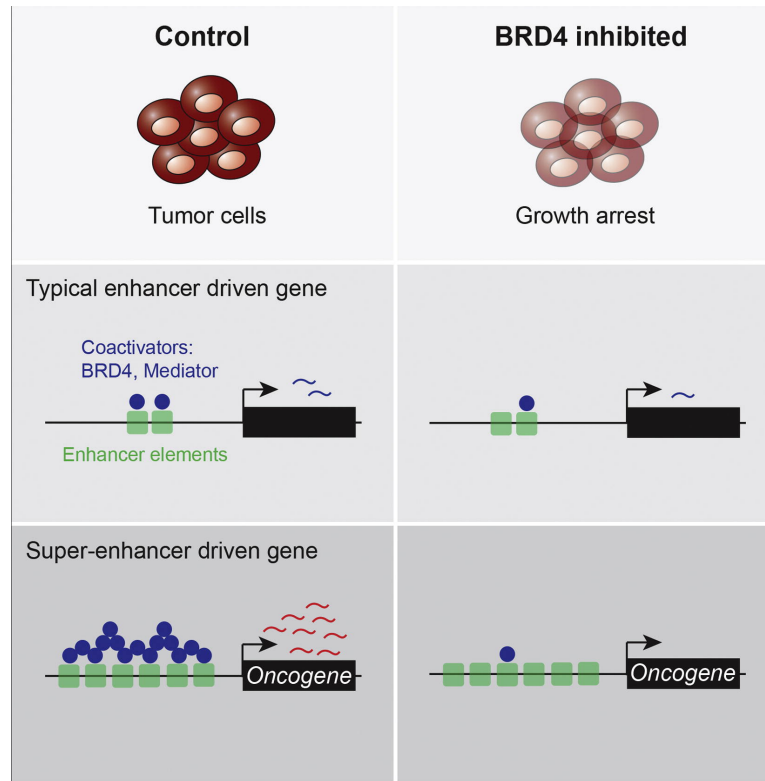 Control
BRD4 inhibited
Tumor cells
Growth arrest
Typical enhancer driven gene
Coactivators:
BRD4, Mediator
Enhancer elements
Super-enhancer driven gene
Oncogene
Oncogene